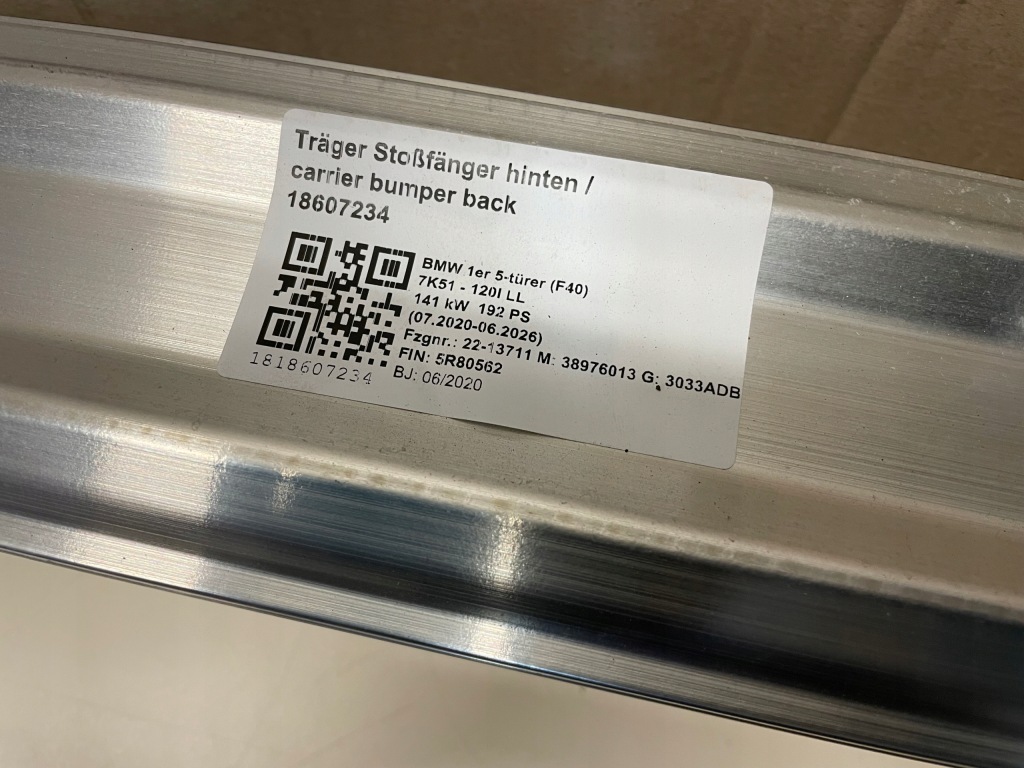 Träger Stoßfänger hinten /
carrier bumper back
18607234
BMW 1er 5-türer (F40)
7K51 - 120I LL
141 kW 192 PS
(07.2020-06.2026)
Fzgnr.: 22-13711 M: 38976013 G: 3033ADB
FIN: 5R80562
BJ: 06/2020
1818607234